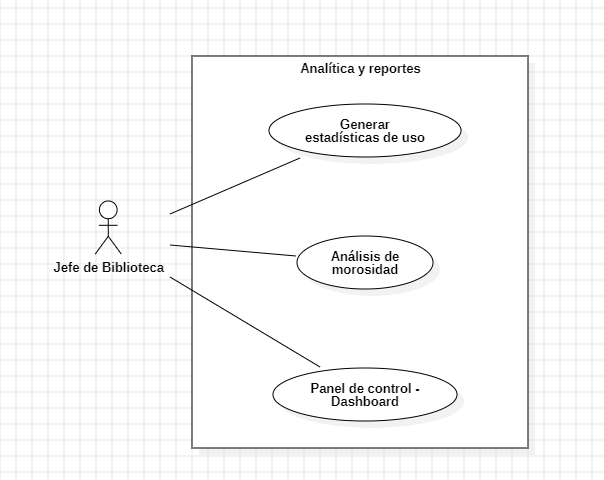 Analítica y reportes
Generar
estadísticas de uso
Jefe de Biblioteca
Análisis de
morosidad
Panel de control -
Dashboard